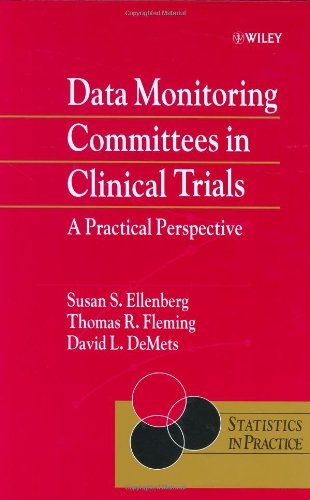 WILEY
Data Monitoring
Committees in
Clinical Trials
A Practical Perspective
Susan S. Ellenberg
Thomas R. Fleming
David L. DeMets
STATISTICS
IN PRACTICE